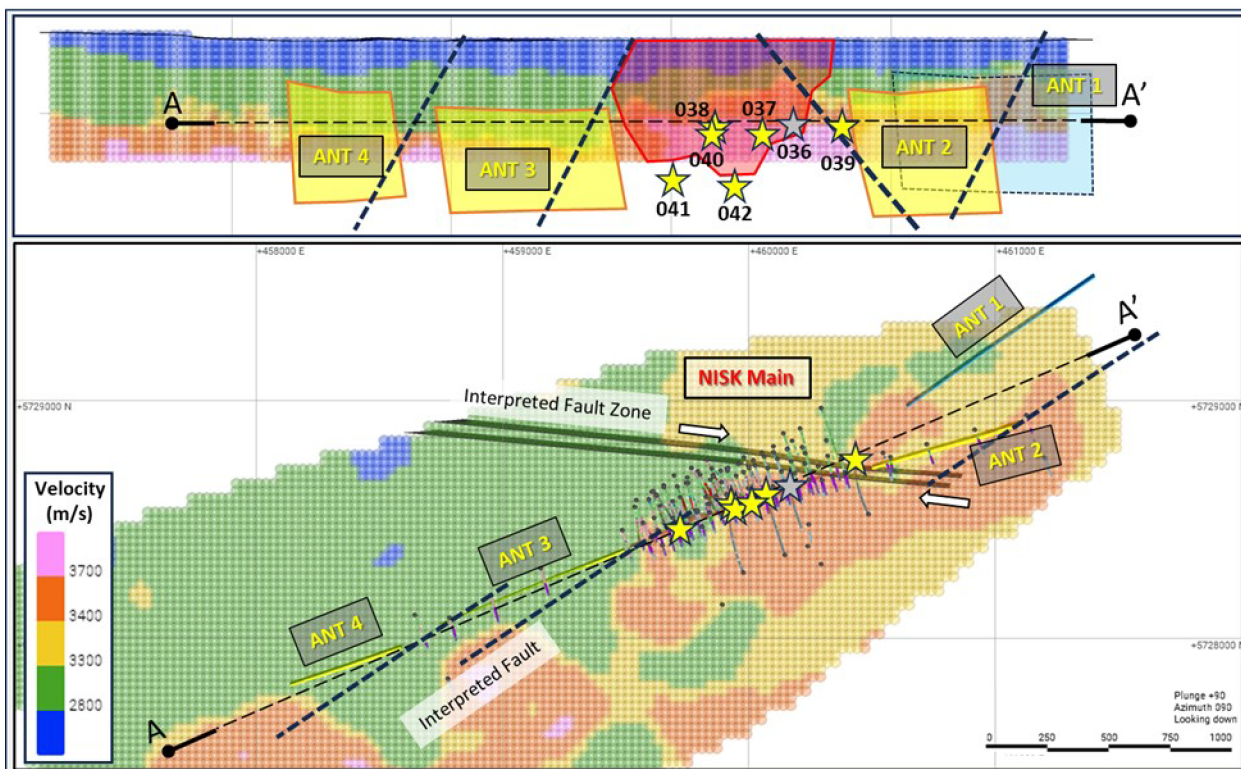 ANT 1
A
A'
038
037
ANT 4
ANT 3
040
036
039
ANT 2
041
042
+458000 E
+459000 E
+460000 E
+461000 E
A'
ANT 1
NISK Main
Interpreted Fault Zone
+5729000 N
+5729000 N
ANT 2
Velocity
(m/s)
3700
3400
3300
2800
ANT 3
ANT 4
Interpreted Fault
+5728000 N
A
Plunge +90
Azimuth 090
Looking down
0 250 500 750 1000